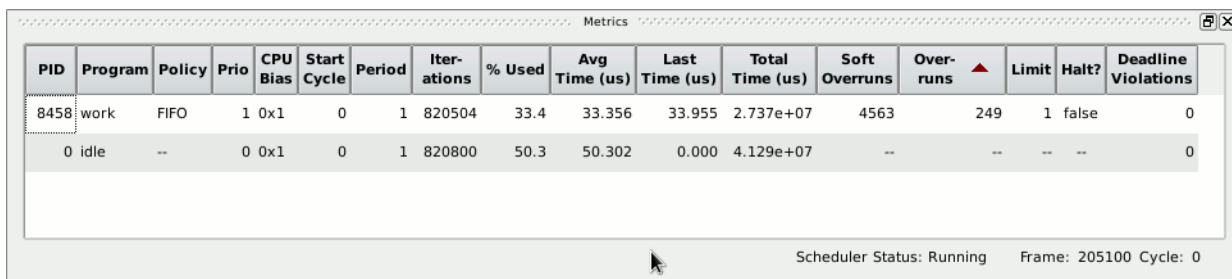 Metrics
PID Program Policy Prio CPU Bias Start Cycle Period Iter-ations % Used Avg Time (us) Last Time (us) Total Time (us) Soft Overruns Over-runs Limit Halt? Deadline Violations
8458 work FIFO 1 0x1 0 1 820504 33.4 33.356 33.955 2.737e+07 4563 249 1 false 0
0 idle -- 0 0x1 0 1 820800 50.3 50.302 0.000 4.129e+07 -- -- -- -- 0
Scheduler Status: Running Frame: 205100 Cycle: 0